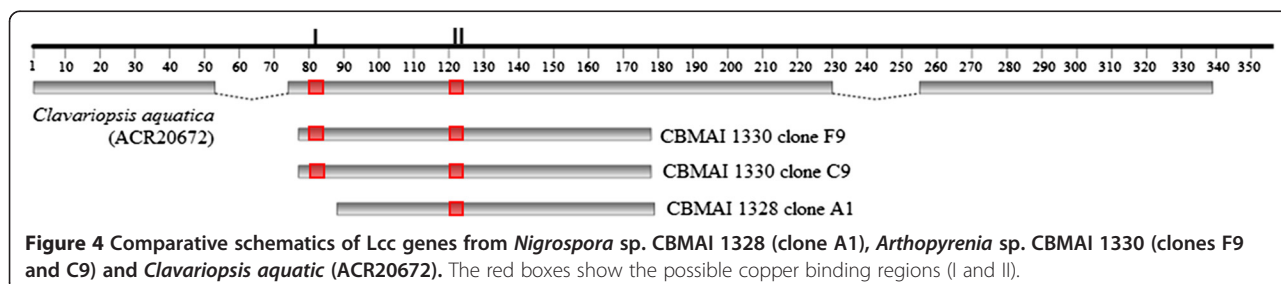 I II
1 10 20 30 40 50 60 70 80 90 100 110 120 130 140 150 160 170 180 190 200 210 220 230 240 250 260 270 280 290 300 310 320 330 340 350
Clavariopsis aquatica
(ACR20672)
CBMAI 1330 clone F9
CBMAI 1330 clone C9
CBMAI 1328 clone A1
Figure 4 Comparative schematics of Lcc genes from Nigrospora sp. CBMAI 1328 (clone A1), Arthopyrenia sp. CBMAI 1330 (clones F9
and C9) and Clavariopsis aquatic (ACR20672). The red boxes show the possible copper binding regions (I and II).